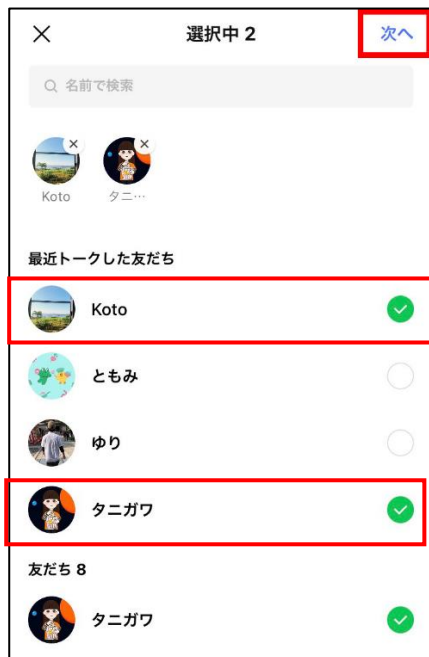 選択中 2
次へ
名前で検索
Koto
タニ…
最近トークした友だち
Koto
ともみ
ゆり
タニガワ
友だち 8
タニガワ